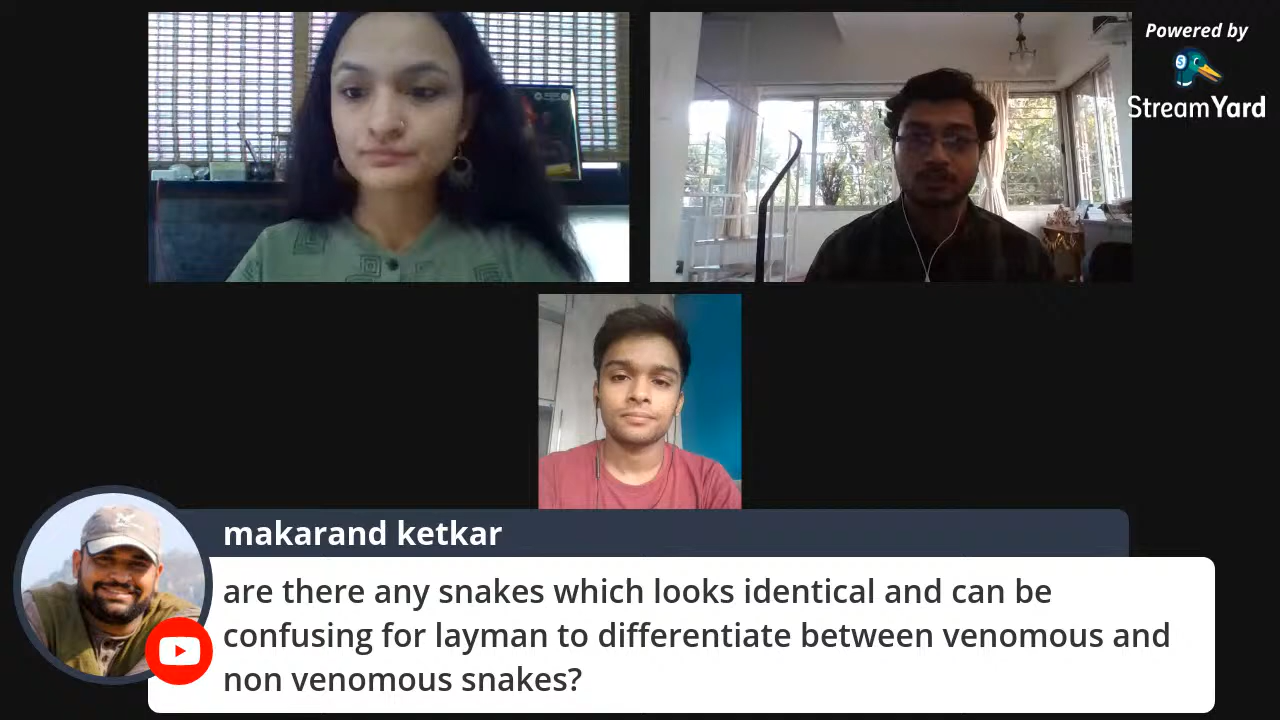 Powered by
StreamYard
makarand ketkar
are there any snakes which looks identical and can be
confusing for layman to differentiate between venomous and
non venomous snakes?